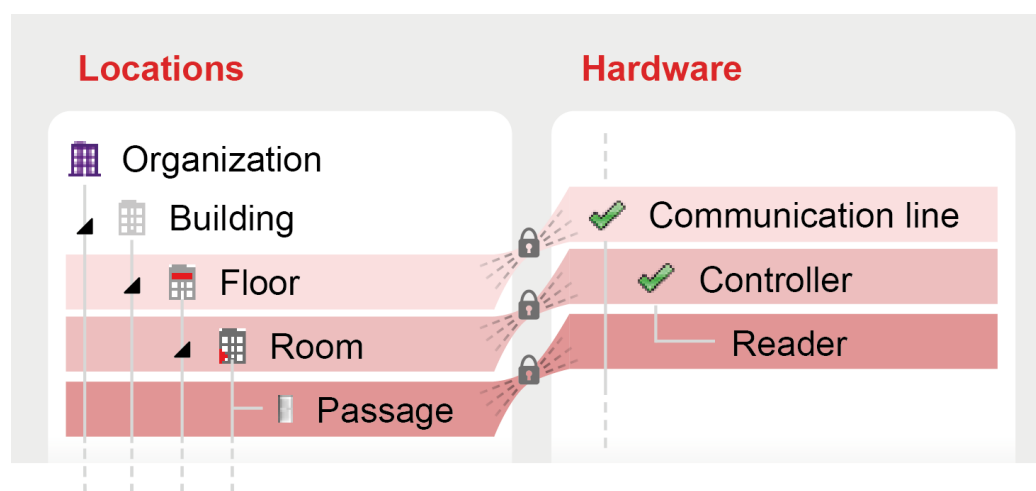 Locations
Hardware
Organization
Building
Communication line
Floor
Controller
Room
Reader
Passage